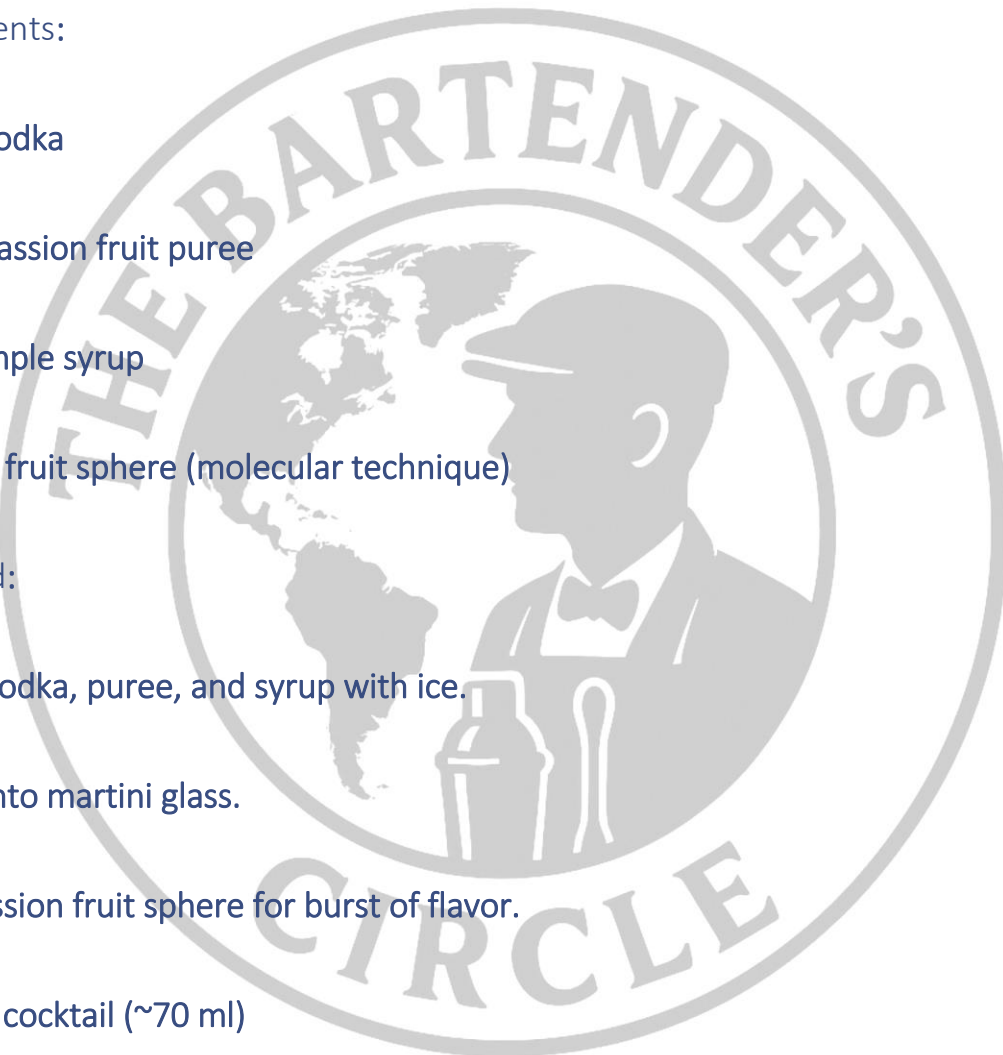 ents:
odka
assion fruit puree
mple syrup
fruit sphere (molecular technique)
d:
odka, puree, and syrup with ice.
nto martini glass.
ssion fruit sphere for burst of flavor.
cocktail (~70 ml)
THE BARTENDER'S
CIRCLE